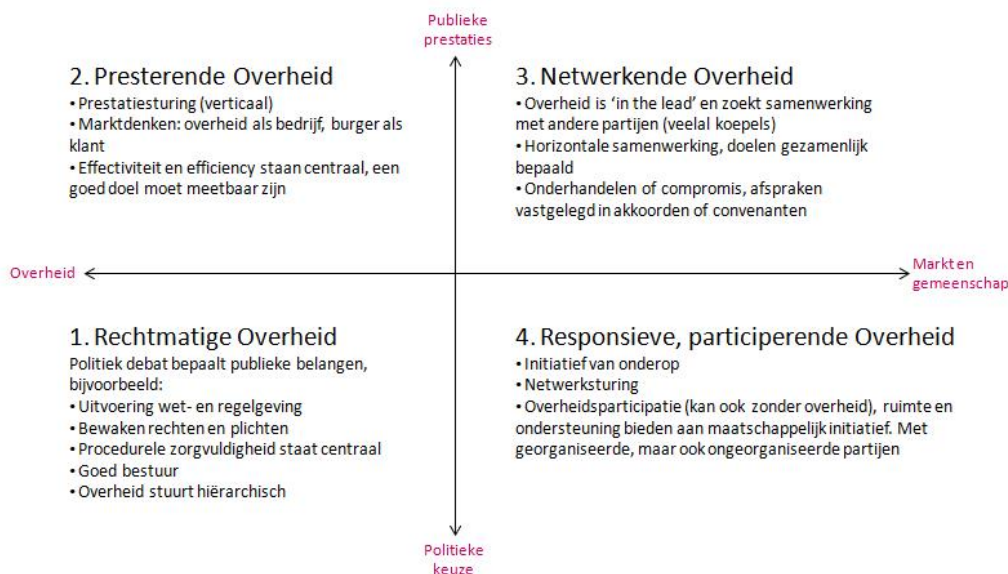 Publieke
prestaties
2. Presterende Overheid
• Prestatiesturing (verticaal)
• Marktdenken: overheid als bedrijf, burger als
klant
• Effectiviteit en efficiency staan centraal, een
goed doel moet meetbaar zijn
3. Netwerkende Overheid
• Overheid is ‘in the lead’ en zoekt samenwerking
met andere partijen (veelal koepels)
• Horizontale samenwerking, doelen gezamenlijk
bepaald
• Onderhandelen of compromis, afspraken
vastgelegd in akkoorden of convenanten
Overheid
Markt en
gemeenschap
1. Rechtmatige Overheid
Politiek debat bepaalt publieke belangen,
bijvoorbeeld:
• Uitvoering wet- en regelgeving
• Bewaken rechten en plichten
• Procedurele zorgvuldigheid staat centraal
• Goed bestuur
• Overheid stuurt hiërarchisch
4. Responsieve, participerende Overheid
• Initiatief van onderop
• Netwerksturing
• Overheidsparticipatie (kan ook zonder overheid), ruimte en
ondersteuning bieden aan maatschappelijk initiatief. Met
georganiseerde, maar ook ongeorganiseerde partijen
Politieke
keuze